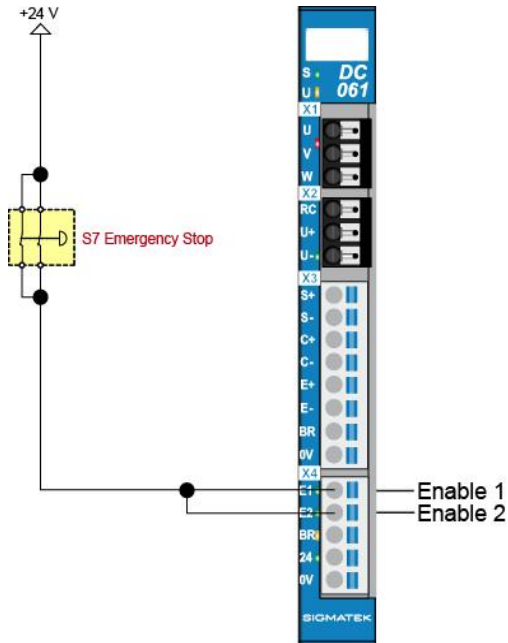 +24 V
S7 Emergency Stop
S DC
U 061
X1
U
V
W
X2
RC
U+
U-
X3
S+
S-
C+
C-
E+
E-
BR
0V
X4
E1
Enable 1
E2
Enable 2
BR
24
0V
SIGMATEK